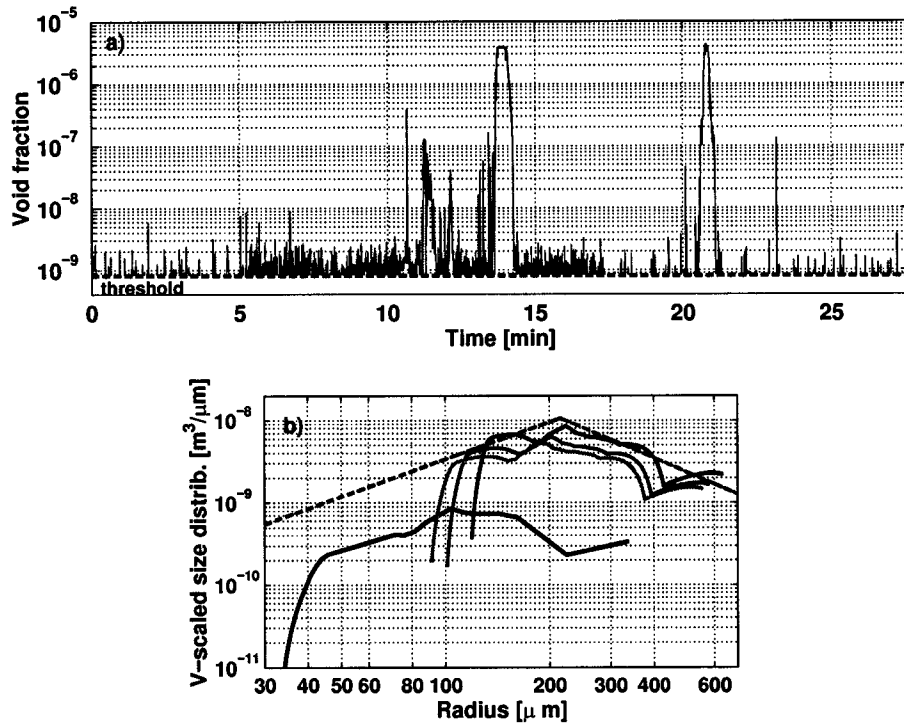 a)
Void fraction
10⁻⁵
10⁻⁶
10⁻⁷
10⁻⁸
10⁻⁹
threshold
0 5 10 15 20 25
Time [min]
b)
V−scaled size distrib. [m³/μm]
10⁻⁸
10⁻⁹
10⁻¹⁰
10⁻¹¹
30 40 50 60 80 100 200 300 400 600
Radius [μ m]